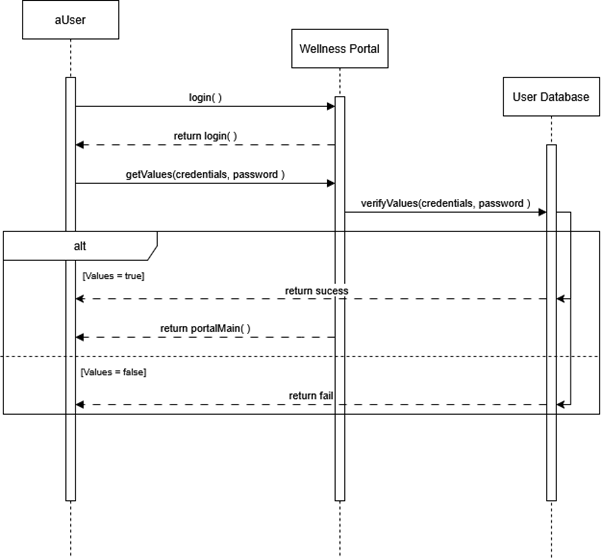 aUser
Wellness Portal
User Database
login( )
return login( )
getValues(credentials, password )
verifyValues(credentials, password )
alt
[Values = true]
return sucess
return portalMain( )
[Values = false]
return fail